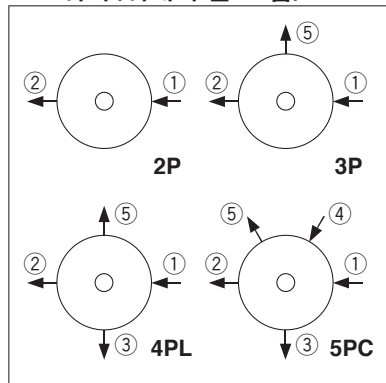 ⑤
② ① ② ①
2P 3P
⑤ ⑤ ④
② ① ② ①
③ 4PL ③ 5PC